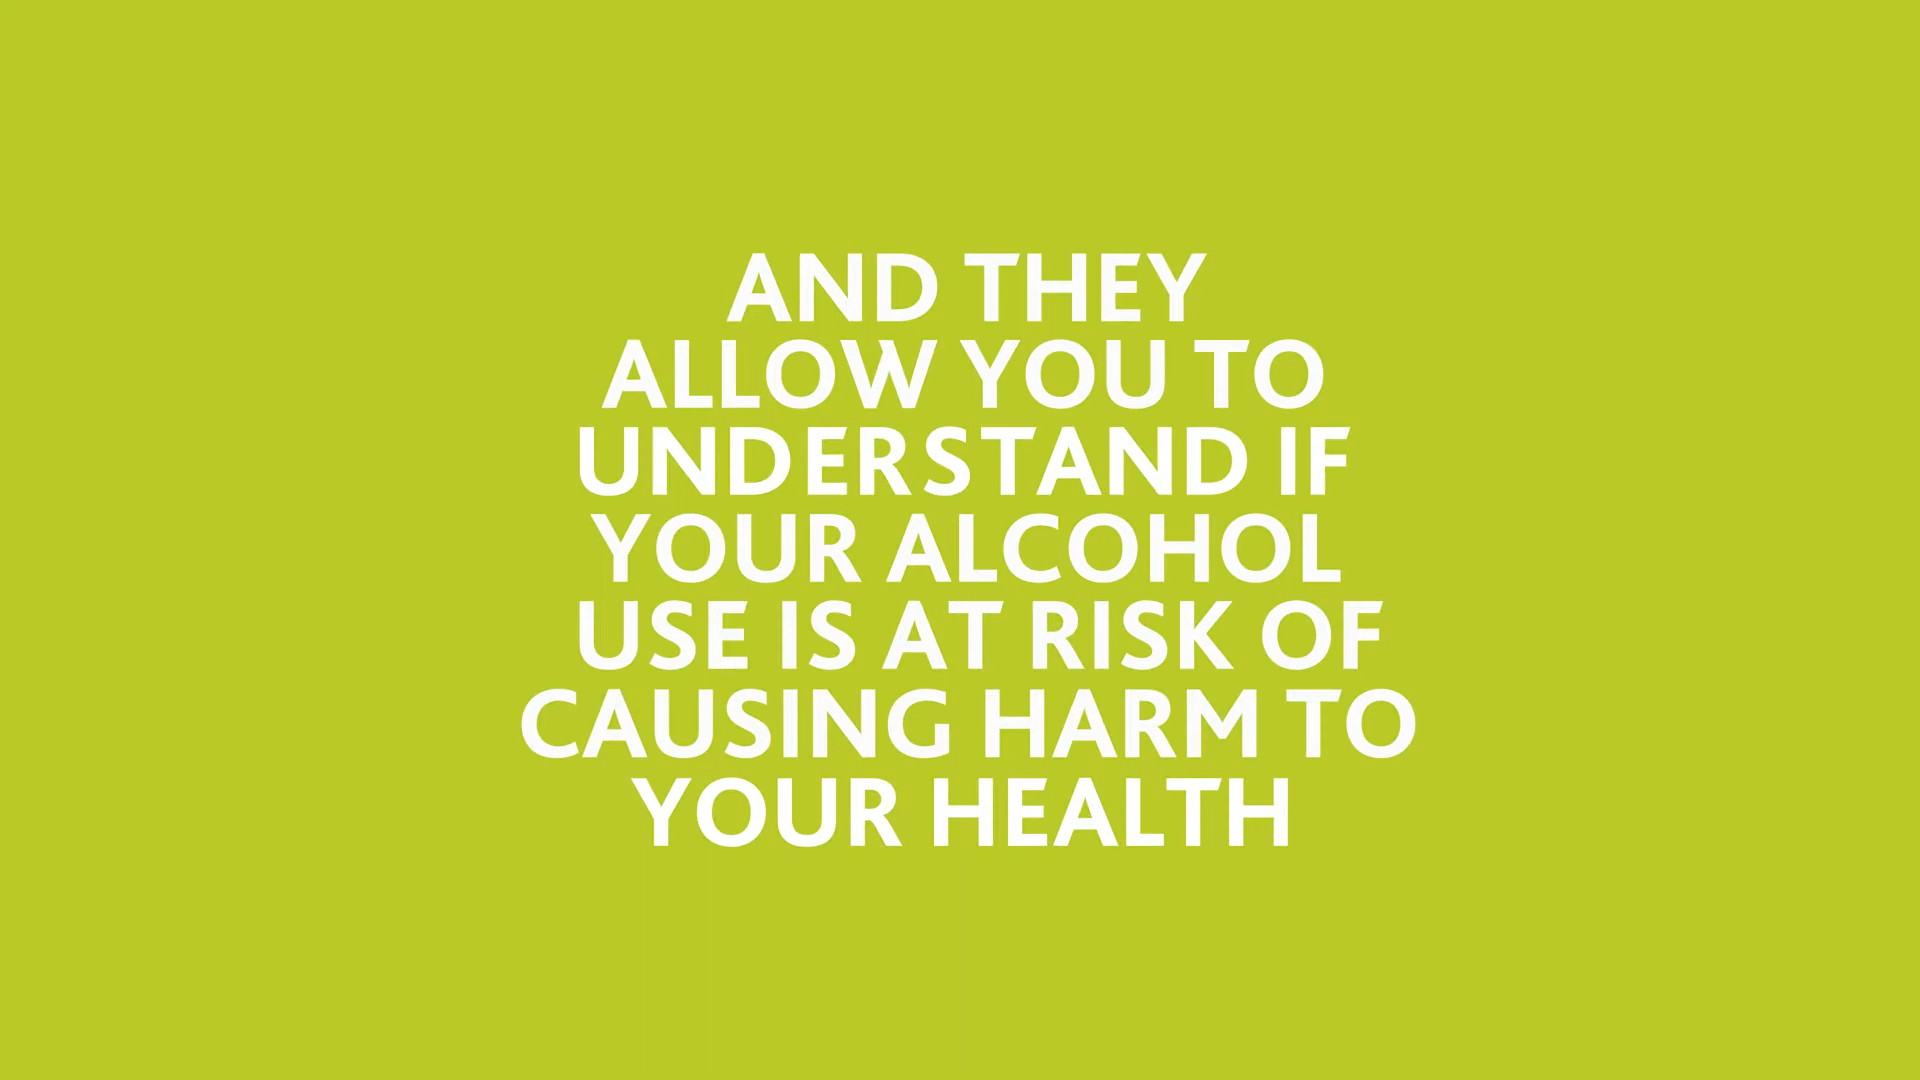 AND THEY
ALLOW YOU TO
UNDERSTAND IF
YOUR ALCOHOL
USE IS AT RISK OF
CAUSING HARM TO
YOUR HEALTH